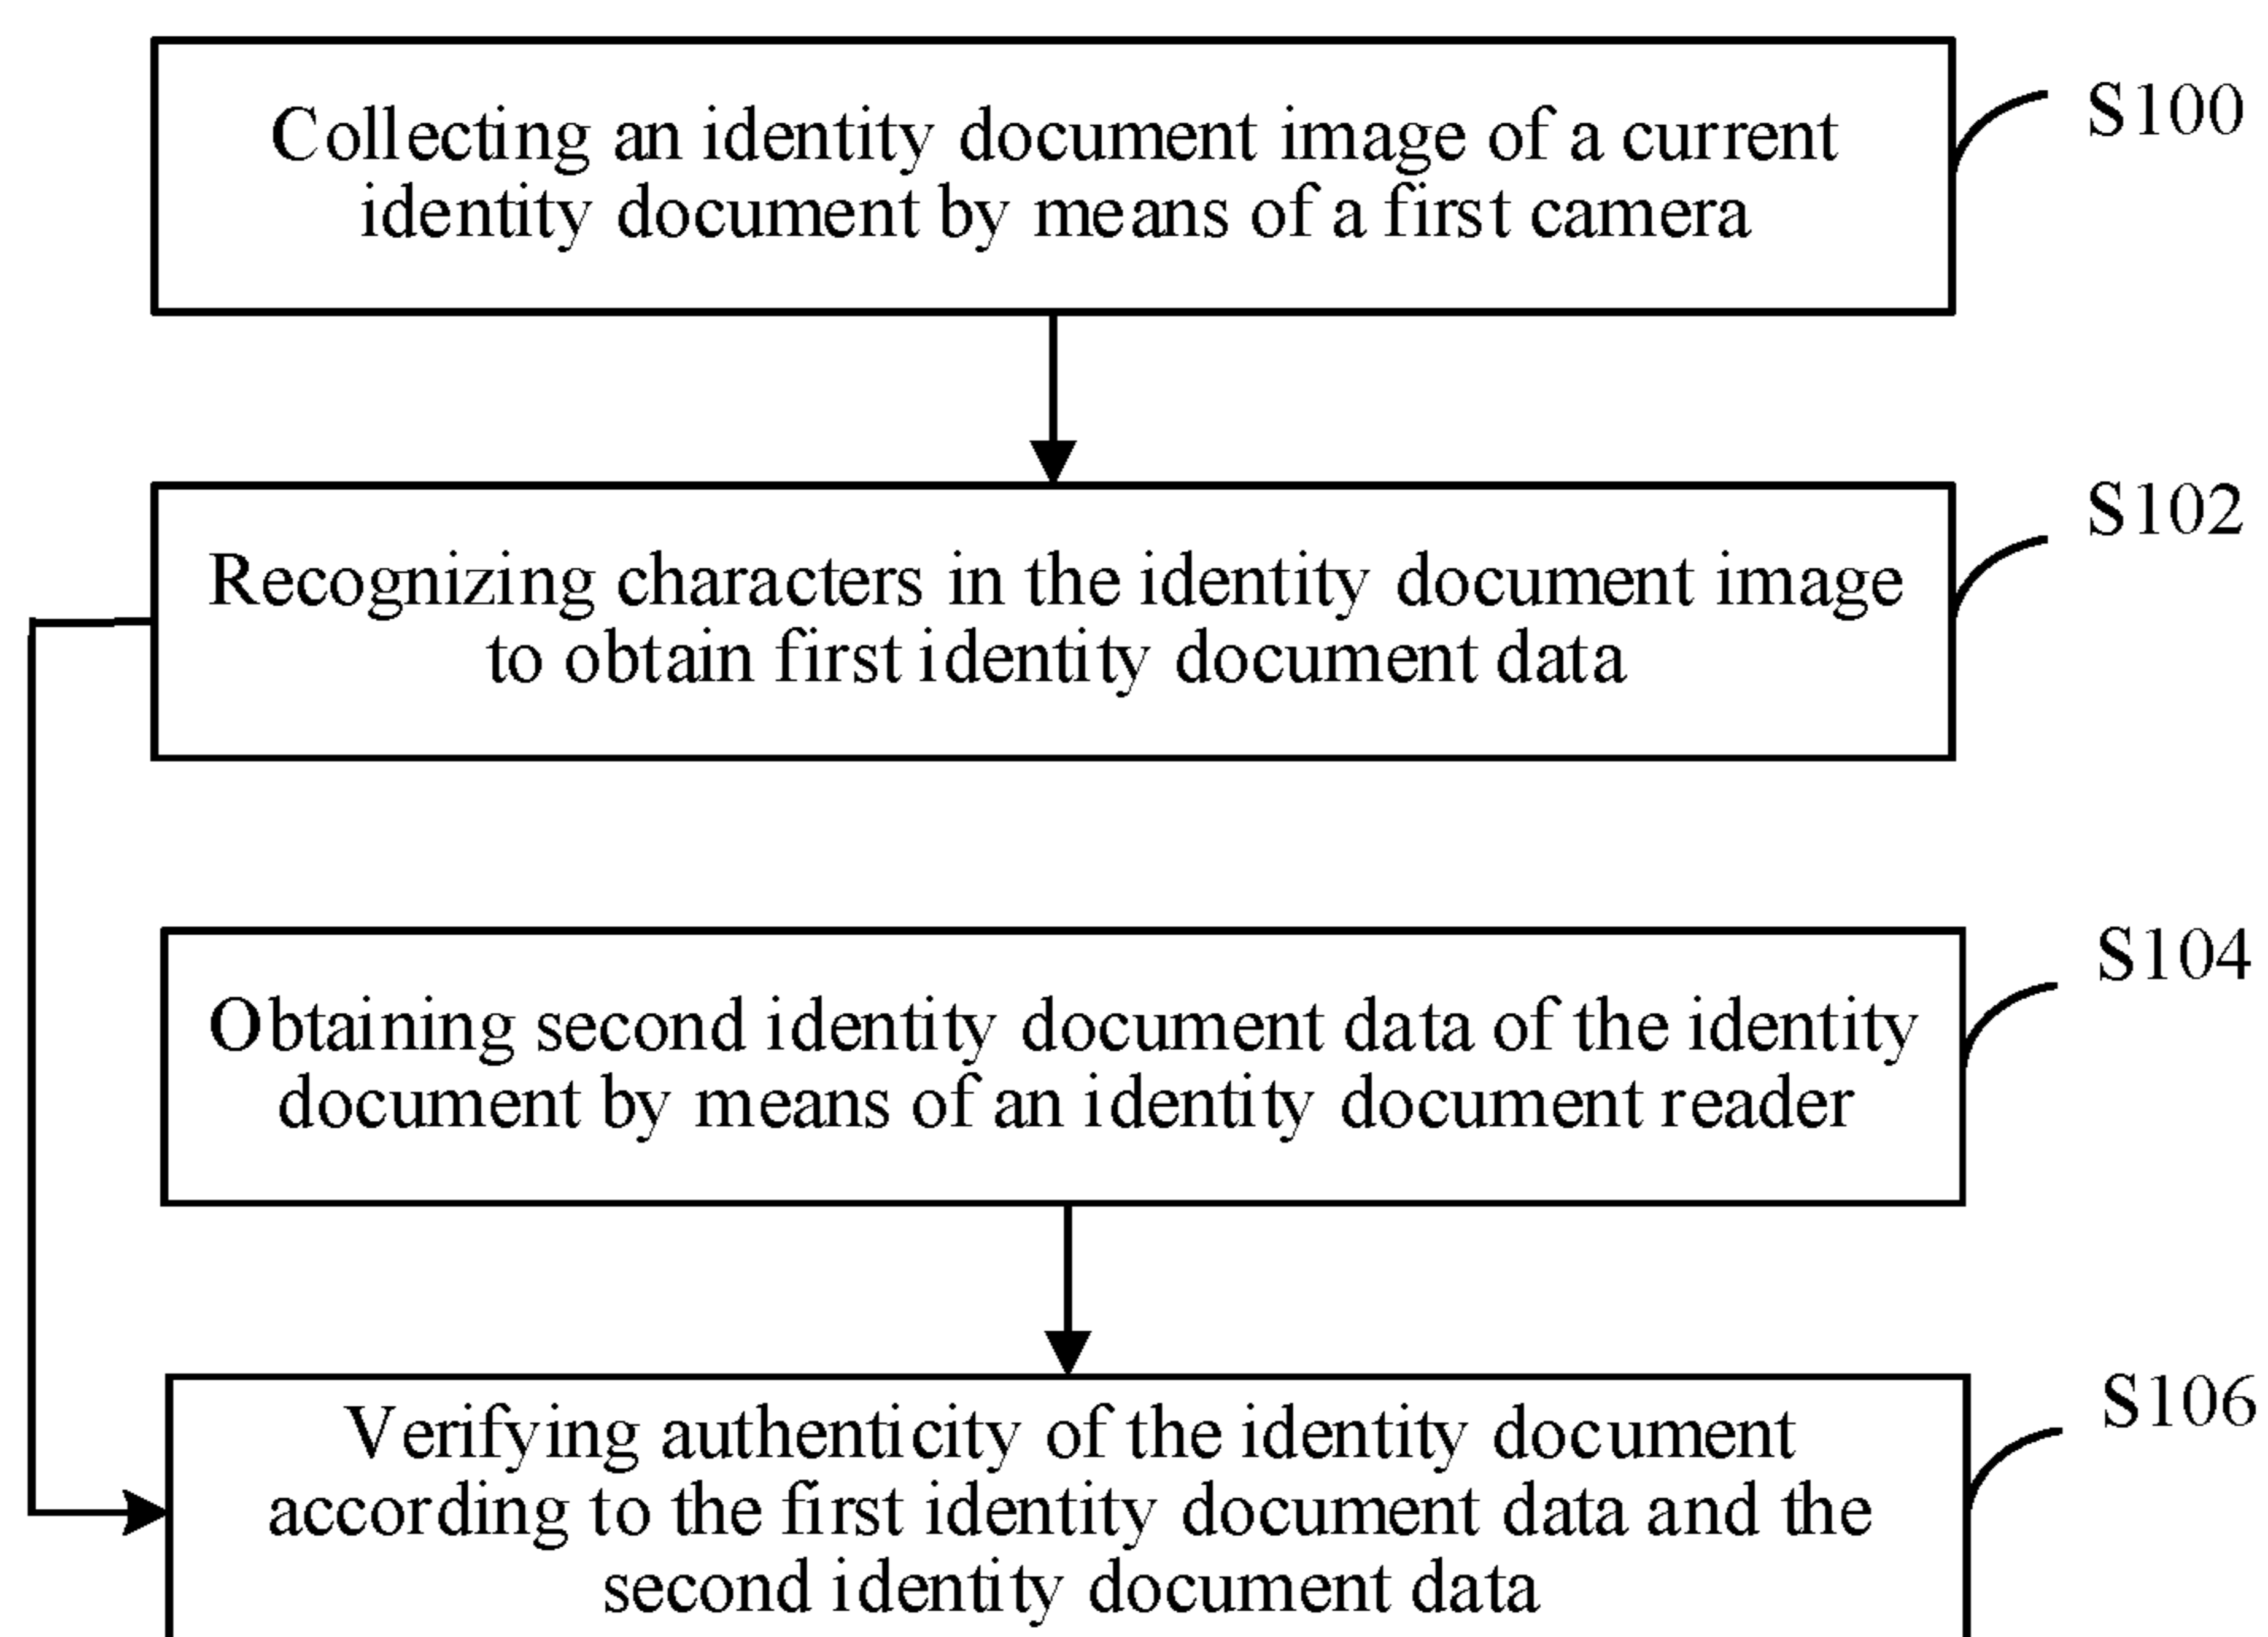 Collecting an identity document image of a current
identity document by means of a first camera
S100
Recognizing characters in the identity document image
to obtain first identity document data
S102
Obtaining second identity document data of the identity
document by means of an identity document reader
S104
Verifying authenticity of the identity document
according to the first identity document data and the
second identity document data
S106